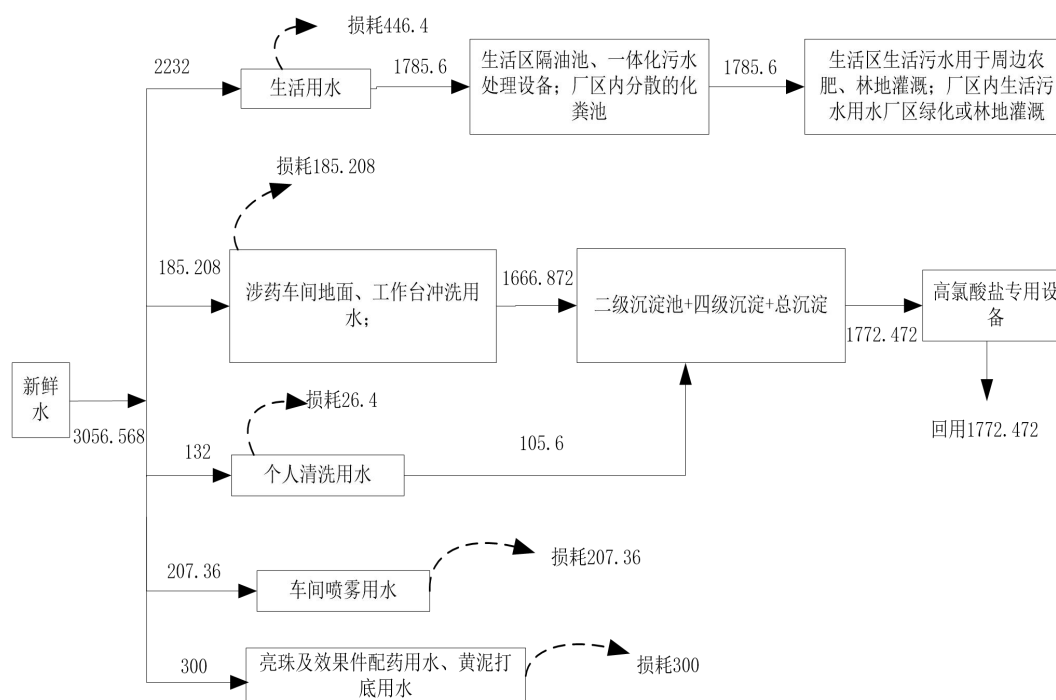 损耗446.4
2232
生活用水
1785.6
生活区隔油池、一体化污水
处理设备；厂区内分散的化
粪池
1785.6
生活区生活污水用于周边农
肥、林地灌溉；厂区内生活污
水用水厂区绿化或林地灌溉
损耗185.208
185.208
涉药车间地面、工作台冲洗用
水；
1666.872
二级沉淀池+四级沉淀+总沉淀
1772.472
高氯酸盐专用设
备
回用1772.472
新鲜
水
3056.568
损耗26.4
132
个人清洗用水
105.6
207.36
车间喷雾用水
损耗207.36
300
亮珠及效果件配药用水、黄泥打
底用水
损耗300